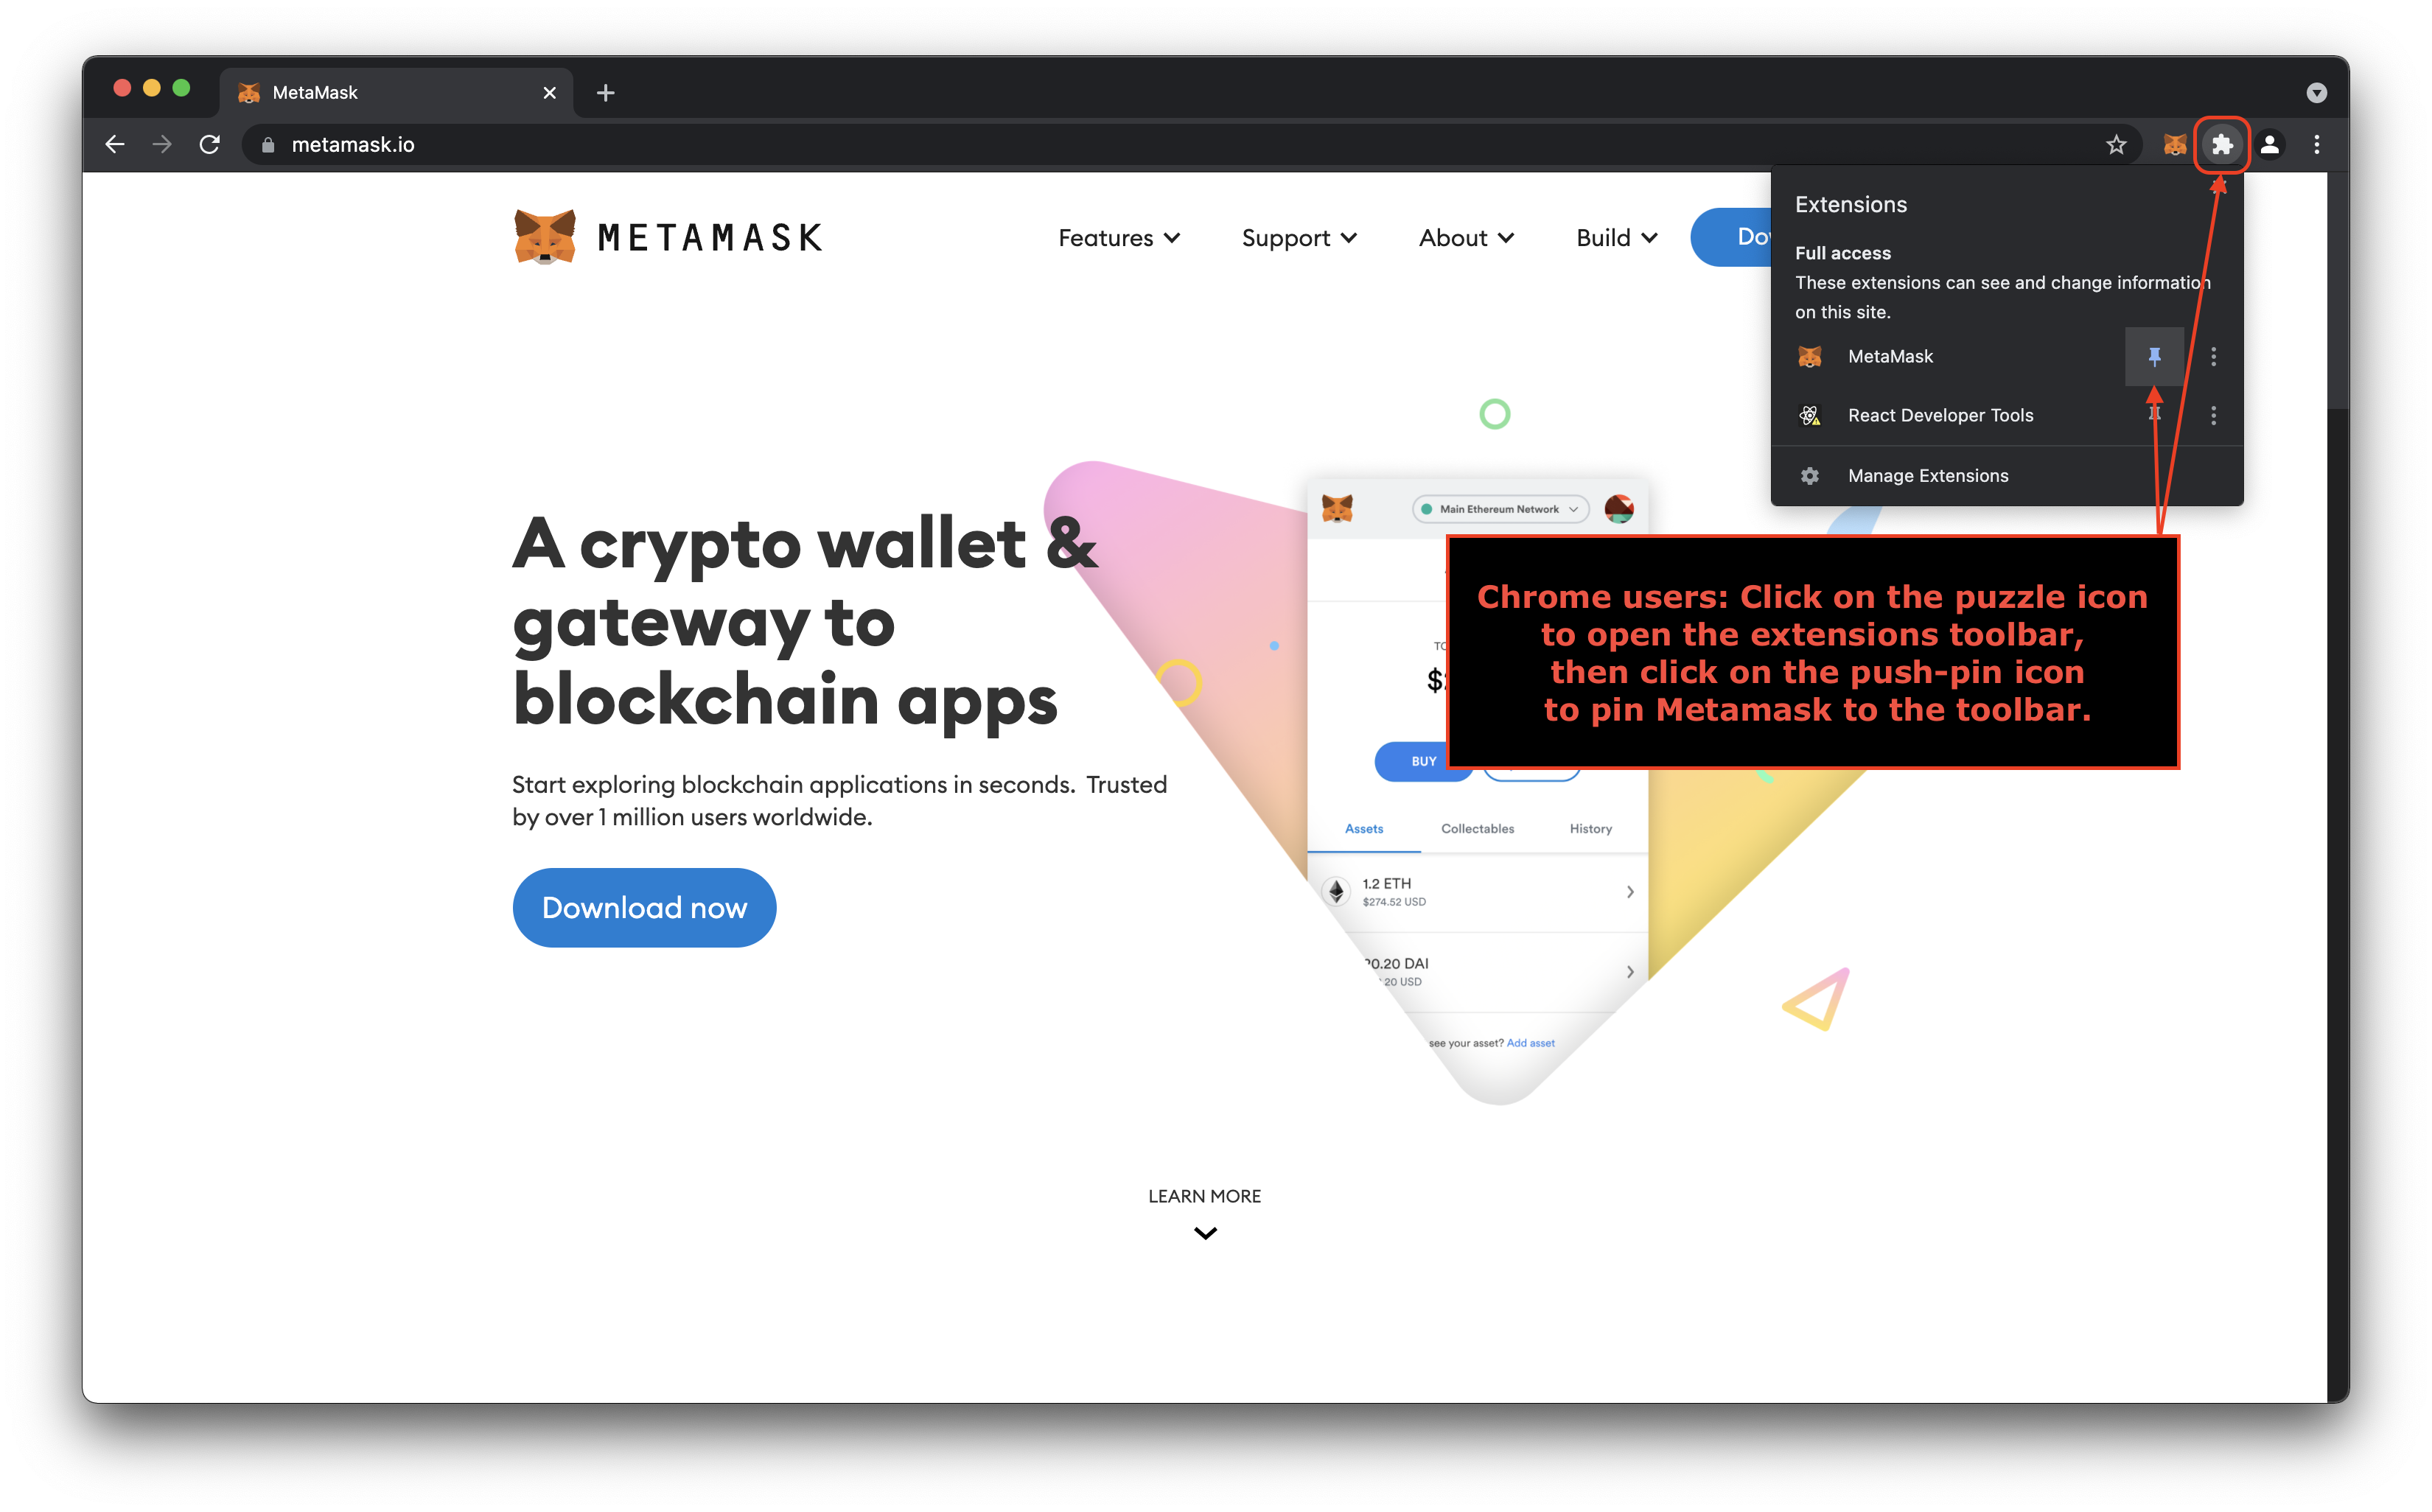 MetaMask
metamask.io
METAMASK
Features
Support
About
Build
Extensions
Full access
These extensions can see and change information
on this site.
MetaMask
React Developer Tools
Manage Extensions
A crypto wallet &
gateway to
blockchain apps
Start exploring blockchain applications in seconds. Trusted
by over 1 million users worldwide.
Download now
Main Ethereum Network
Chrome users: Click on the puzzle icon
to open the extensions toolbar,
then click on the push-pin icon
to pin Metamask to the toolbar.
BUY
Assets
Collectables
History
1.2 ETH
$274.52 USD
0.20 DAI
20 USD
see your asset? Add asset
LEARN MORE